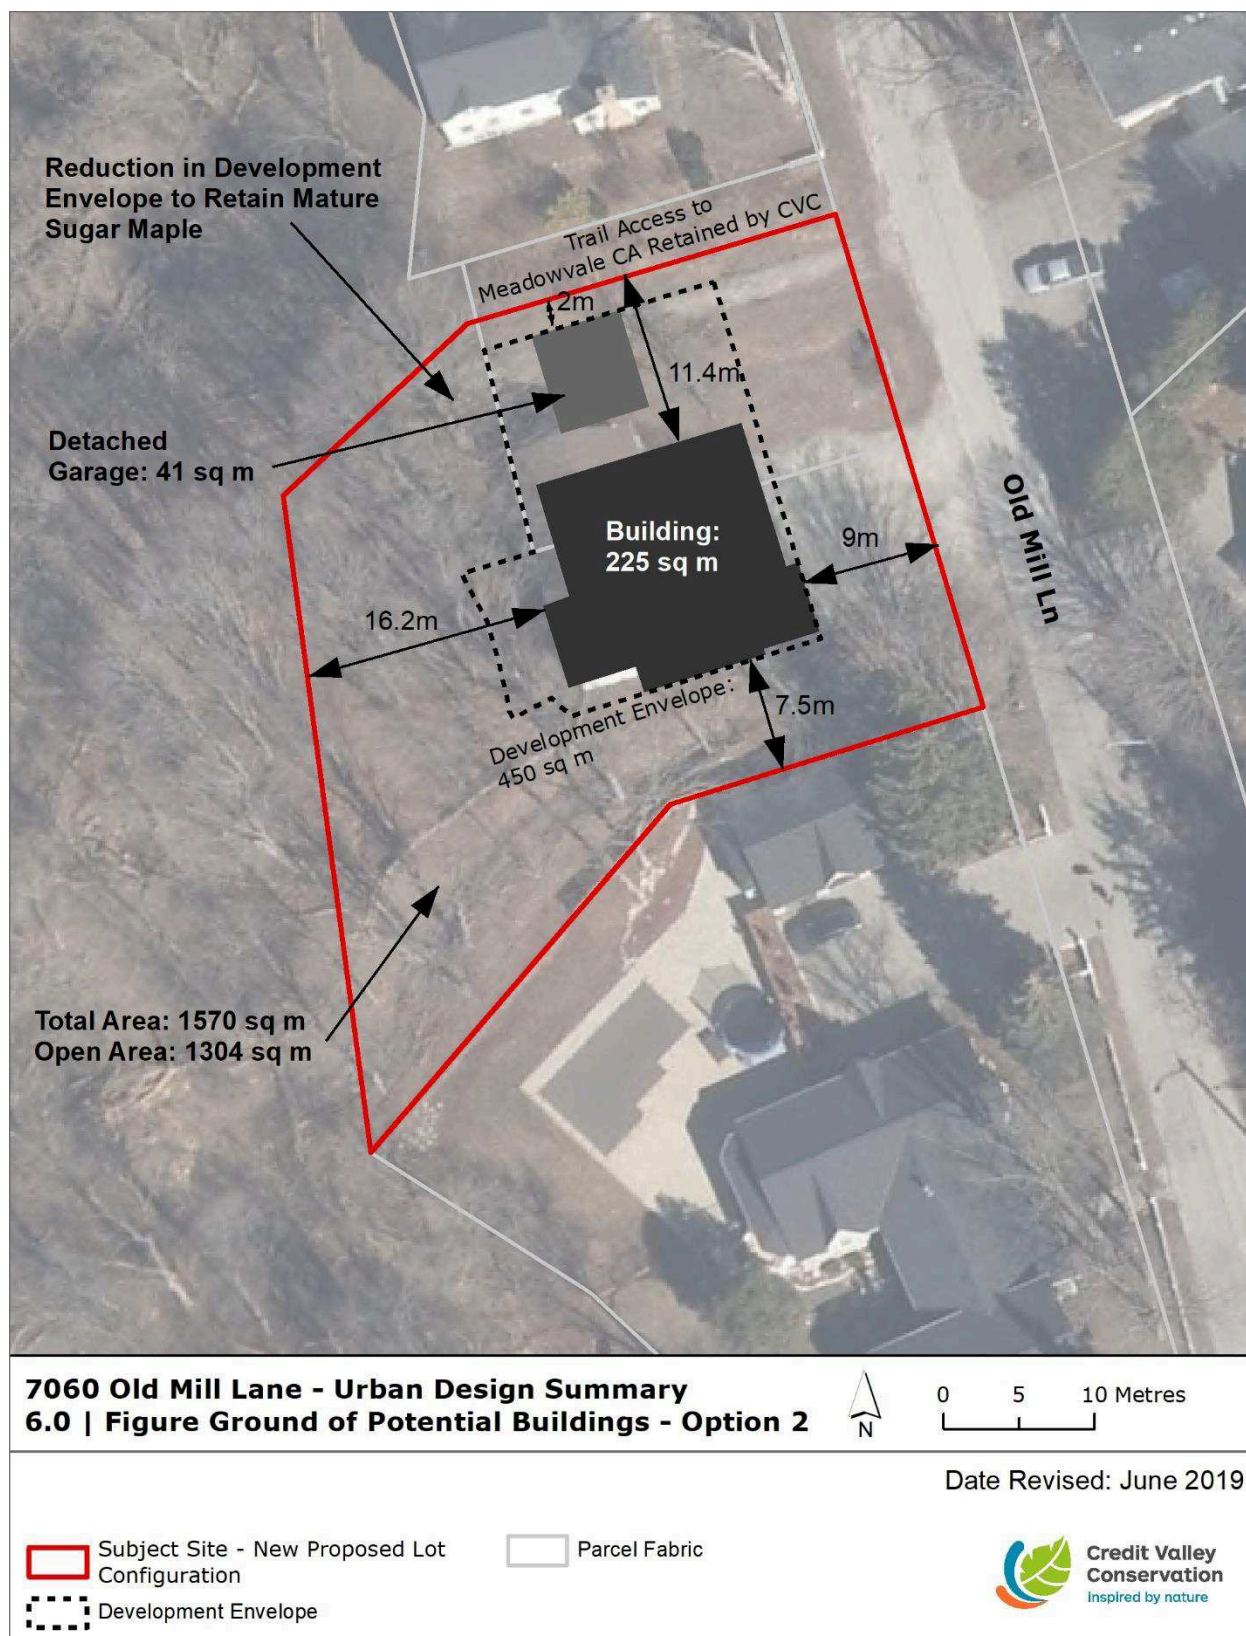 Reduction in Development
Envelope to Retain Mature
Sugar Maple
Trail Access to
Meadowvale CA Retained by CVC
2m
11.4m
Detached
Garage: 41 sq m
Building:
225 sq m
Old Mill Ln
9m
16.2m
7.5m
Development Envelope:
450 sq m
Total Area: 1570 sq m
Open Area: 1304 sq m
7060 Old Mill Lane - Urban Design Summary
6.0 | Figure Ground of Potential Buildings - Option 2
N
0 5 10 Metres
Date Revised: June 2019
Subject Site - New Proposed Lot
Configuration
Development Envelope
Parcel Fabric
Credit Valley
Conservation
inspired by nature